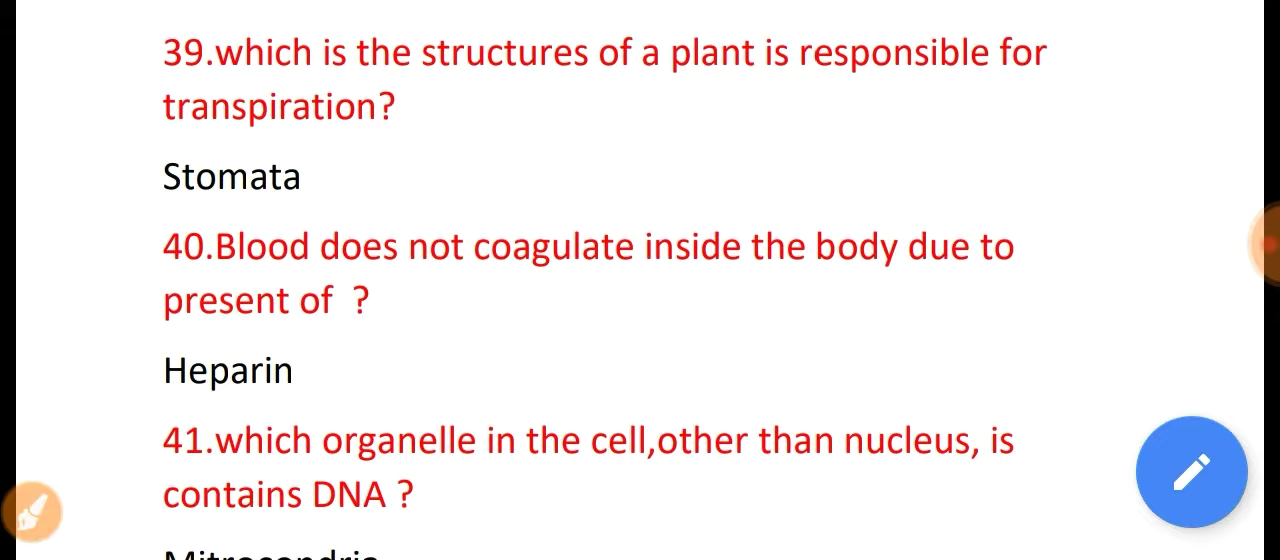 39.which is the structures of a plant is responsible for
transpiration?
Stomata
40.Blood does not coagulate inside the body due to
present of  ?
Heparin
41.which organelle in the cell,other than nucleus, is
contains DNA ?